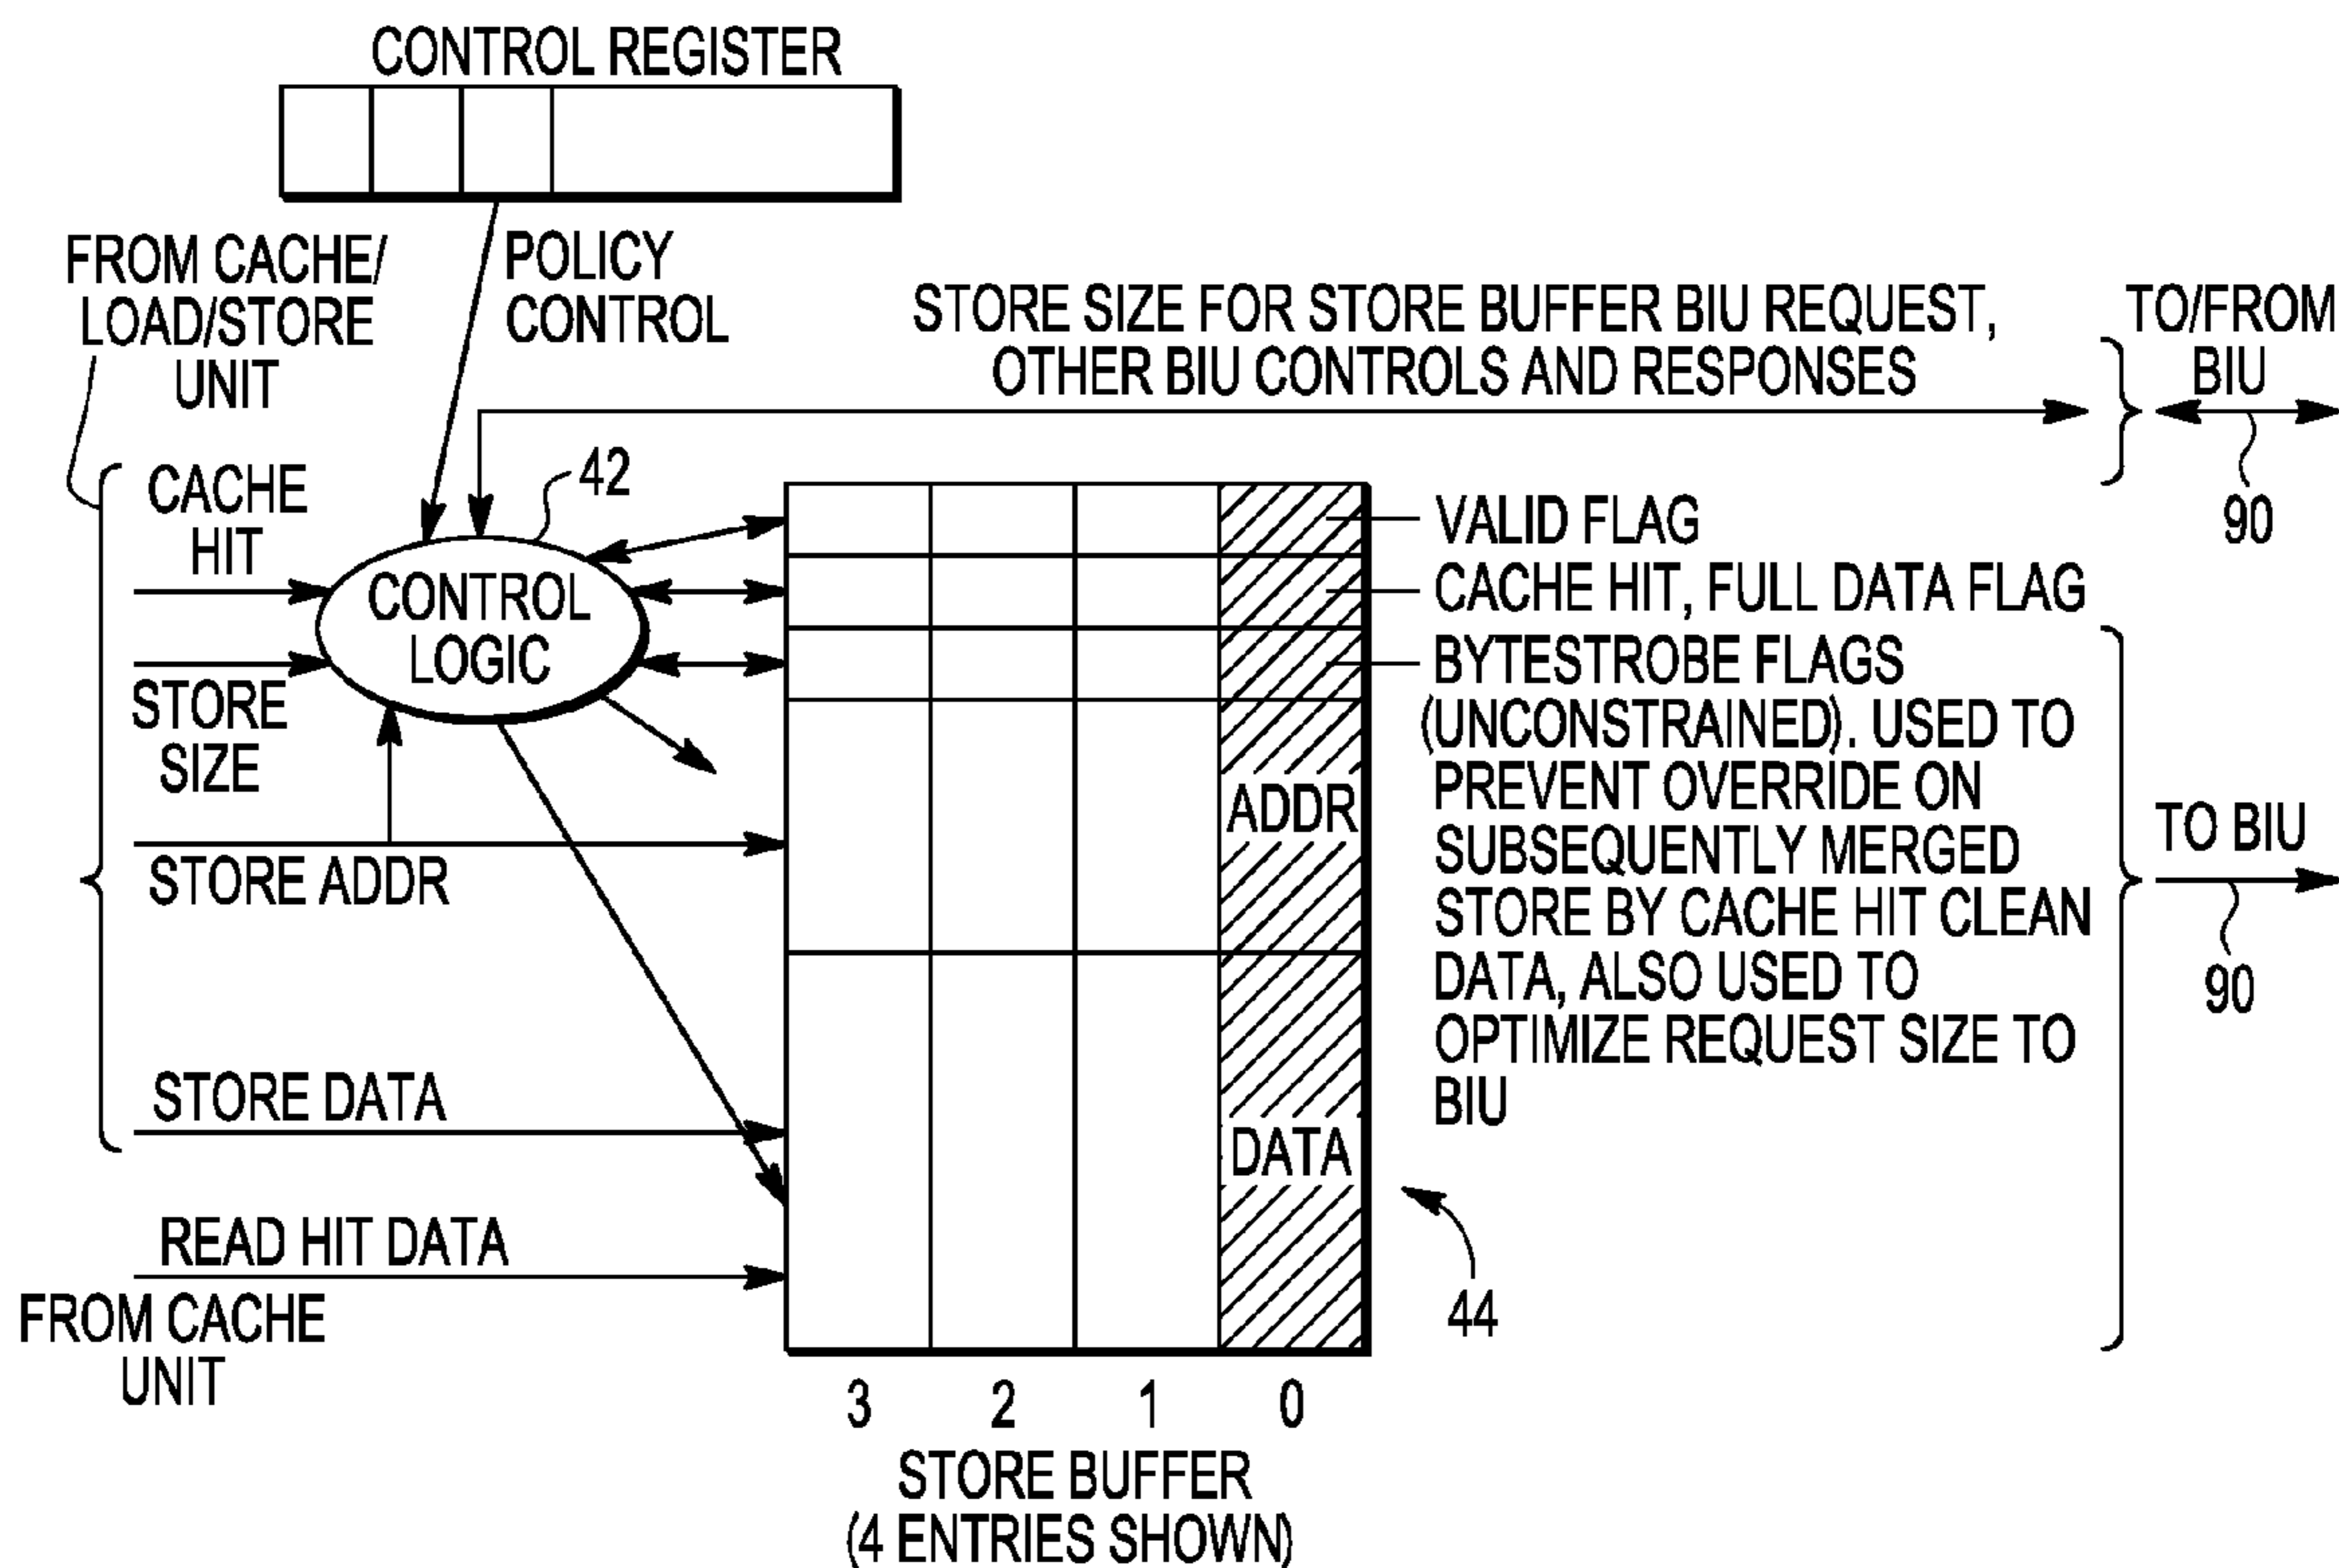 CONTROL REGISTER
FROM CACHE/
LOAD/STORE
UNIT
POLICY
CONTROL
STORE SIZE FOR STORE BUFFER BIU REQUEST,
OTHER BIU CONTROLS AND RESPONSES
TO/FROM
BIU
90
CACHE
HIT
42
CONTROL
LOGIC
STORE
SIZE
STORE ADDR
STORE DATA
READ HIT DATA
FROM CACHE
UNIT
ADDR
DATA
VALID FLAG
CACHE HIT, FULL DATA FLAG
BYTESTROBE FLAGS
(UNCONSTRAINED). USED TO
PREVENT OVERRIDE ON
SUBSEQUENTLY MERGED
STORE BY CACHE HIT CLEAN
DATA, ALSO USED TO
OPTIMIZE REQUEST SIZE TO
BIU
TO BIU
90
44
3 2 1 0
STORE BUFFER
(4 ENTRIES SHOWN)